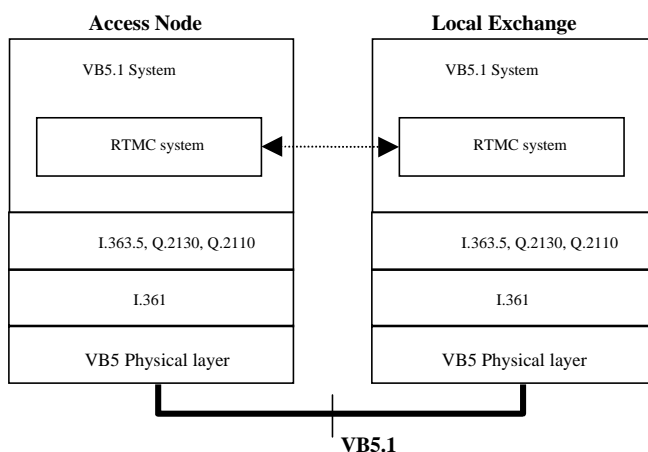 Access Node
Local Exchange
VB5.1 System
VB5.1 System
RTMC system
RTMC system
I.363.5, Q.2130, Q.2110
I.363.5, Q.2130, Q.2110
I.361
I.361
VB5 Physical layer
VB5 Physical layer
VB5.1